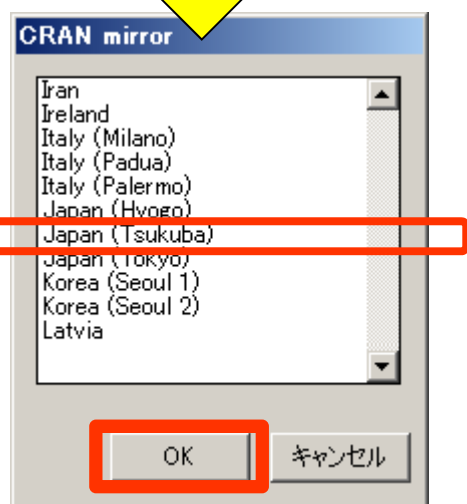 CRAN mirror
Iran
Ireland
Italy (Milano)
Italy (Padua)
Italy (Palermo)
Japan (Hyogo)
Japan (Tsukuba)
Japan (Tokyo)
Korea (Seoul 1)
Korea (Seoul 2)
Latvia
OK
キャンセル